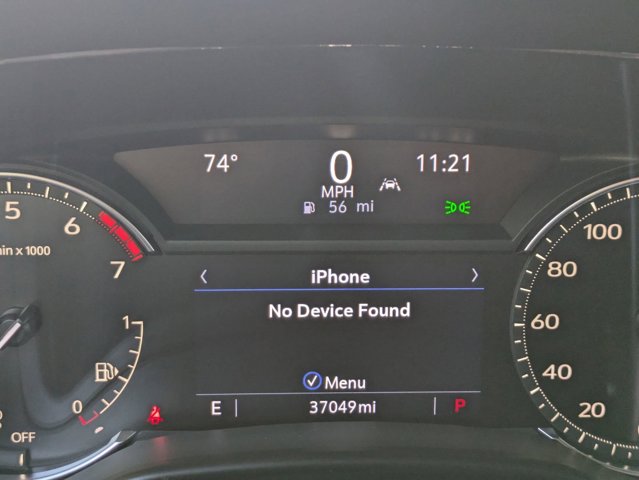 74° 0 11:21
MPH
56 mi
5 6 7
min x 1000
100
80
60
40
20
‹ iPhone ›
No Device Found
1
0
Menu
E 37049mi P
OFF